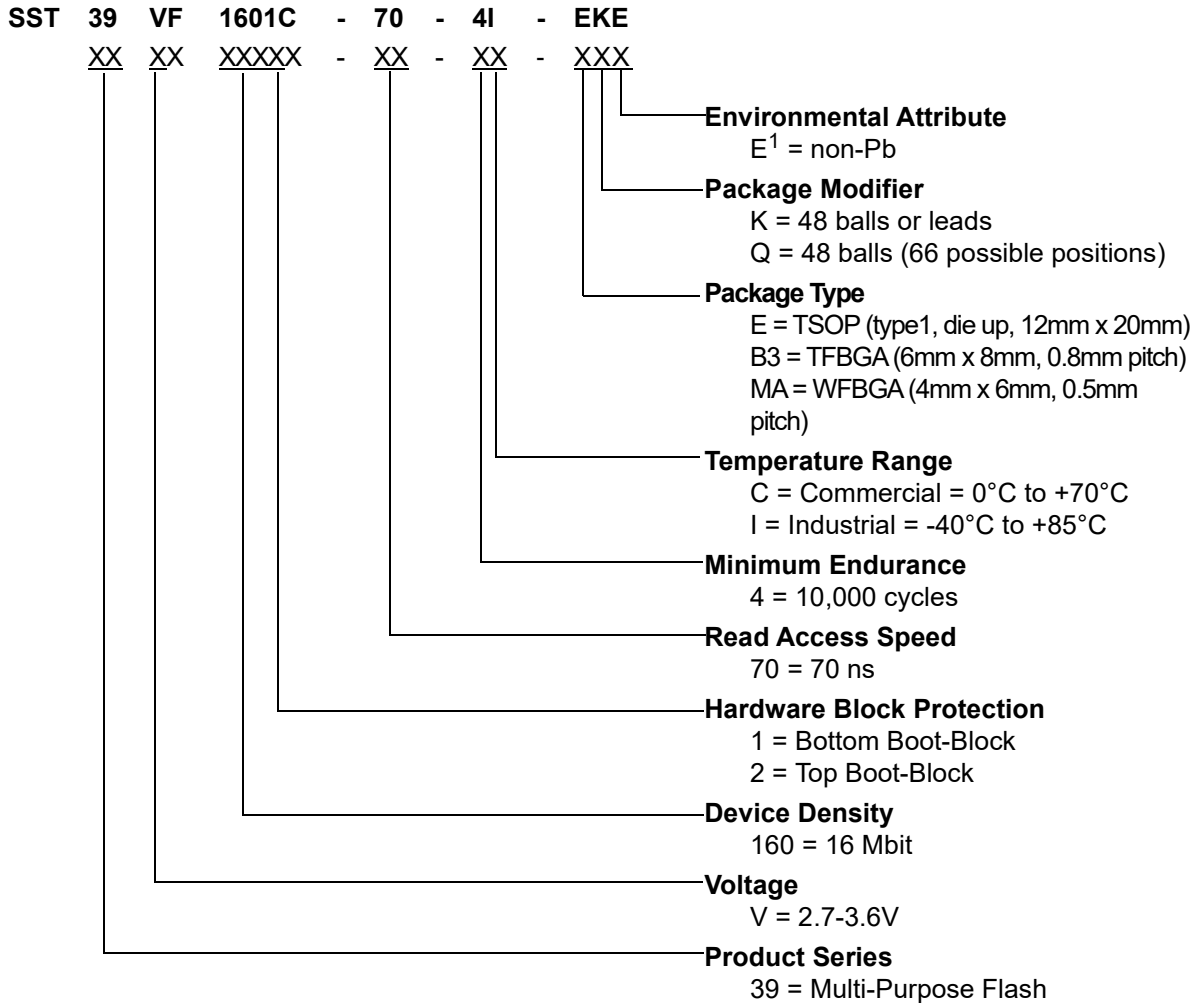 SST 39 VF 1601C - 70 - 4I - EKE
XX XX XXXXX - XX - XX - XXX
Environmental Attribute
E1 = non-Pb
Package Modifier
K = 48 balls or leads
Q = 48 balls (66 possible positions)
Package Type
E = TSOP (type1, die up, 12mm x 20mm)
B3 = TFBGA (6mm x 8mm, 0.8mm pitch)
MA = WFBGA (4mm x 6mm, 0.5mm
pitch)
Temperature Range
C = Commercial = 0°C to +70°C
I = Industrial = -40°C to +85°C
Minimum Endurance
4 = 10,000 cycles
Read Access Speed
70 = 70 ns
Hardware Block Protection
1 = Bottom Boot-Block
2 = Top Boot-Block
Device Density
160 = 16 Mbit
Voltage
V = 2.7-3.6V
Product Series
39 = Multi-Purpose Flash